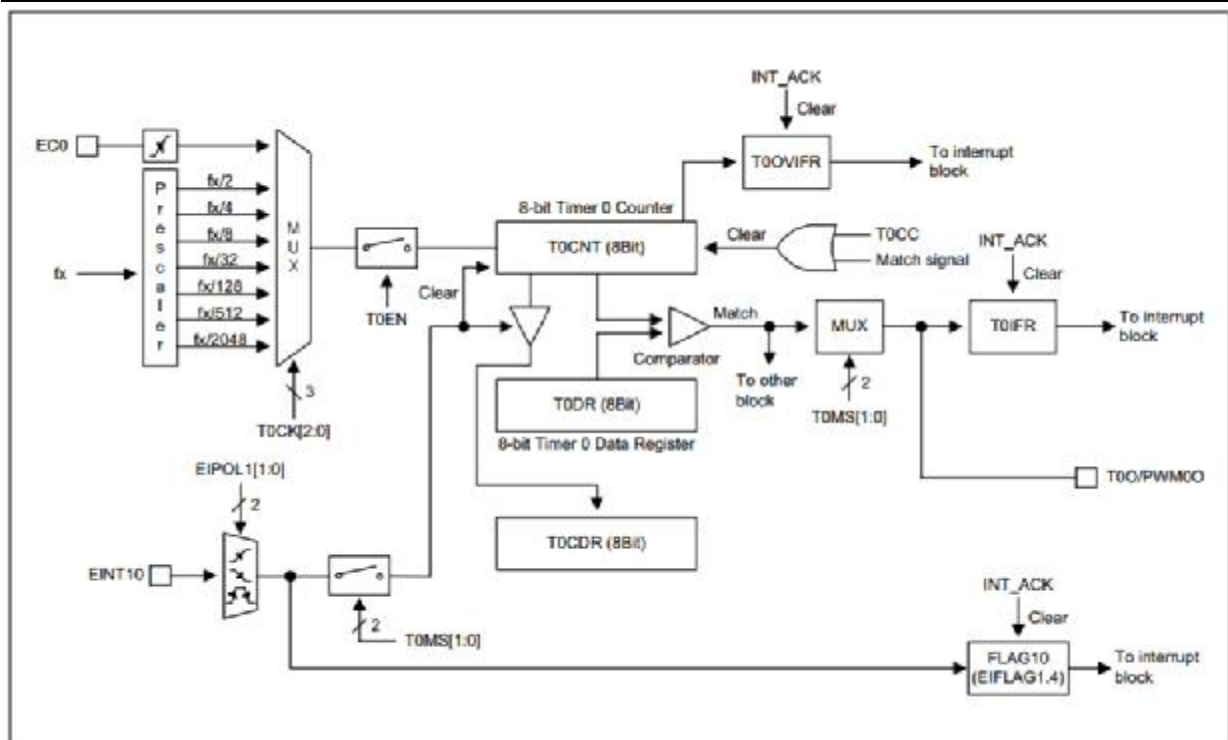 INT_ACK
Clear
EC0
T0OVIFR
To interrupt
block
Prescaler
fx/2
fx/4
fx/8
fx/32
fx/128
fx/512
fx/2048
fx
MUX
8-bit Timer 0 Counter
T0CNT (8Bit)
Clear
T0CC
Match signal
INT_ACK
Clear
T0EN
Clear
Match
Comparator
MUX
T0IFR
To interrupt
block
To other
block
2
T0MS[1:0]
3
T0CK[2:0]
T0DR (8Bit)
8-bit Timer 0 Data Register
EIPOL1[1:0]
2
T0O/PWM0O
T0CDR (8Bit)
EINT10
2
T0MS[1:0]
INT_ACK
Clear
FLAG10
(EIFLAG1.4)
To interrupt
block